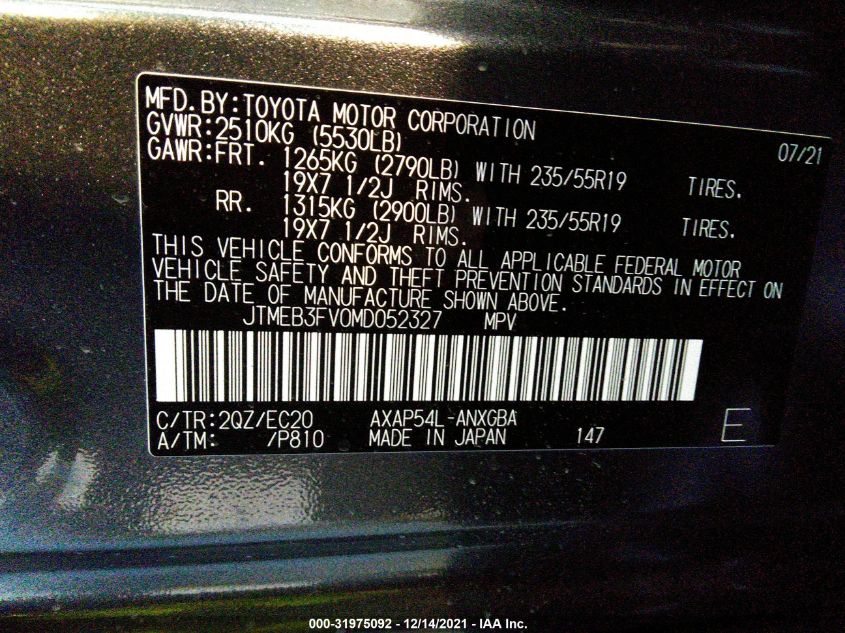 MFD.BY:TOYOTA MOTOR CORPORATION 07/21
GVWR:2510KG (5530LB)
GAWR:FRT. 1265KG (2790LB) WITH 235/55R19 TIRES.
19X7 1/2J RIMS.
RR. 1315KG (2900LB) WITH 235/55R19 TIRES.
19X7 1/2J RIMS.
THIS VEHICLE CONFORMS TO ALL APPLICABLE FEDERAL MOTOR
VEHICLE SAFETY AND THEFT PREVENTION STANDARDS IN EFFECT ON
THE DATE OF MANUFACTURE SHOWN ABOVE.
JTMEB3FV0MD052327 MPV
C/TR:2QZ/EC20 AXAP54L-ANXGBA
A/TM: /P810 MADE IN JAPAN 147 E
000-31975092 - 12/14/2021 - IAA Inc.